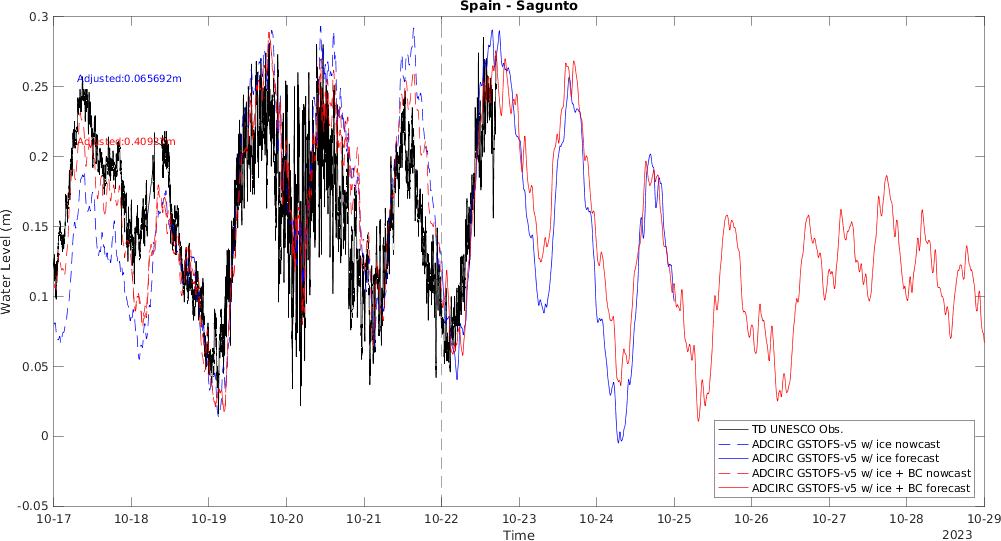 Spain - Sagunto
Water Level (m)
0.3
0.25
0.2
0.15
0.1
0.05
0
-0.05
Adjusted:0.065692m
TD UNESCO Obs.
ADCIRC GSTOFS-v5 w/ ice nowcast
ADCIRC GSTOFS-v5 w/ ice forecast
ADCIRC GSTOFS-v5 w/ ice + BC nowcast
ADCIRC GSTOFS-v5 w/ ice + BC forecast
10-17 10-18 10-19 10-20 10-21 10-22 10-23 10-24 10-25 10-26 10-27 10-28 10-29
Time
2023